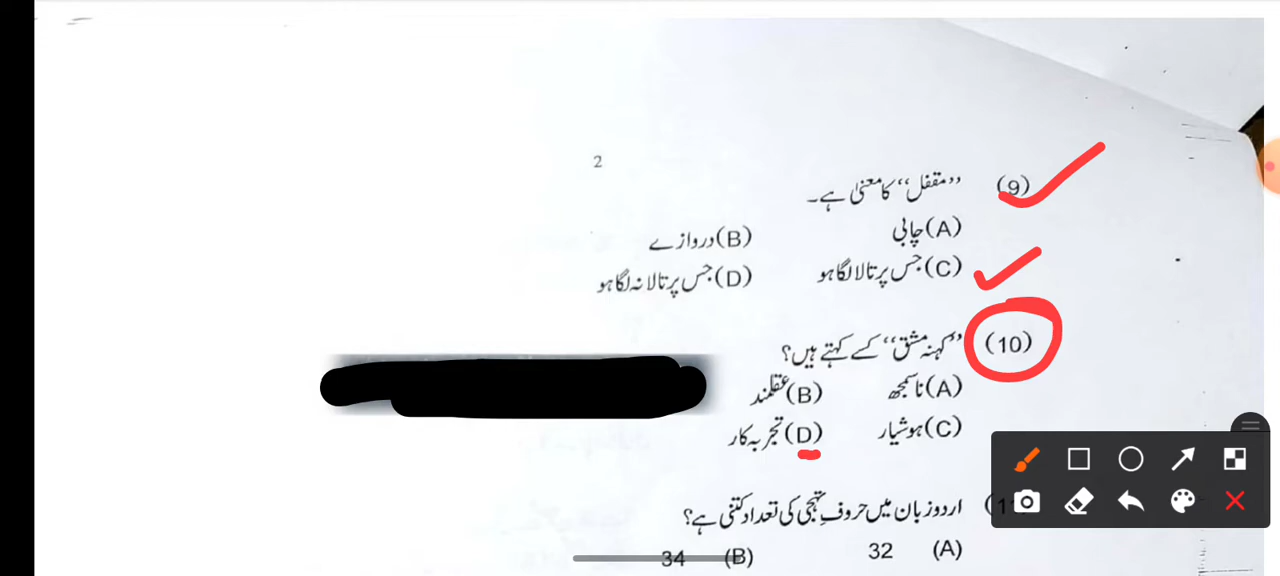 2
(9) ”مقفل“ کا معنیٰ ہے۔
(A) چابی (B) دروازے
(C) جس پر تالا لگا ہو (D) جس پر تالا نہ لگا ہو
(10) ”کہنہ مشق“ کسے کہتے ہیں؟
(A) ناسمجھ (B) عقلمند
(C) ہوشیار (D) تجربہ کار
اردو زبان میں حروفِ تہجی کی تعداد کتنی ہے؟
(A) 32 (B) 34